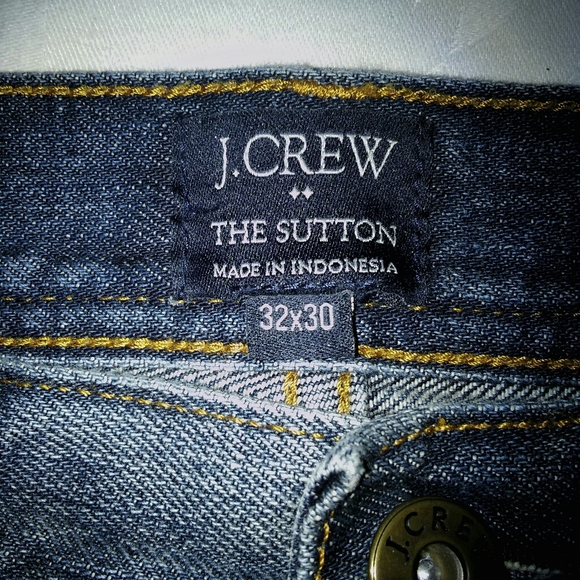 J.CREW
THE SUTTON
MADE IN INDONESIA
32x30
J.CREW